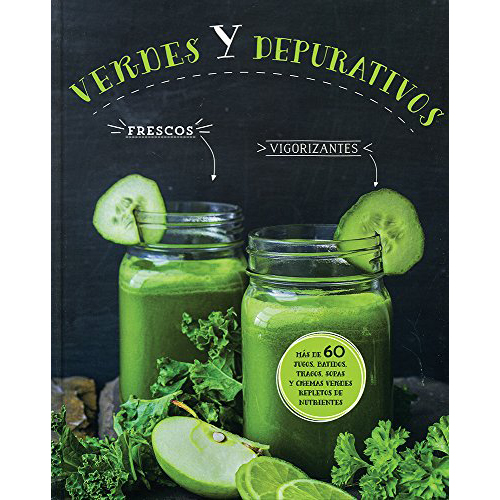 VERDES Y DEPURATIVOS
FRESCOS
VIGORIZANTES
MÁS DE 60
JUGOS, BATIDOS,
TRAGOS, SOPAS
Y CREMAS VERDES
REPLETOS DE
NUTRIENTES